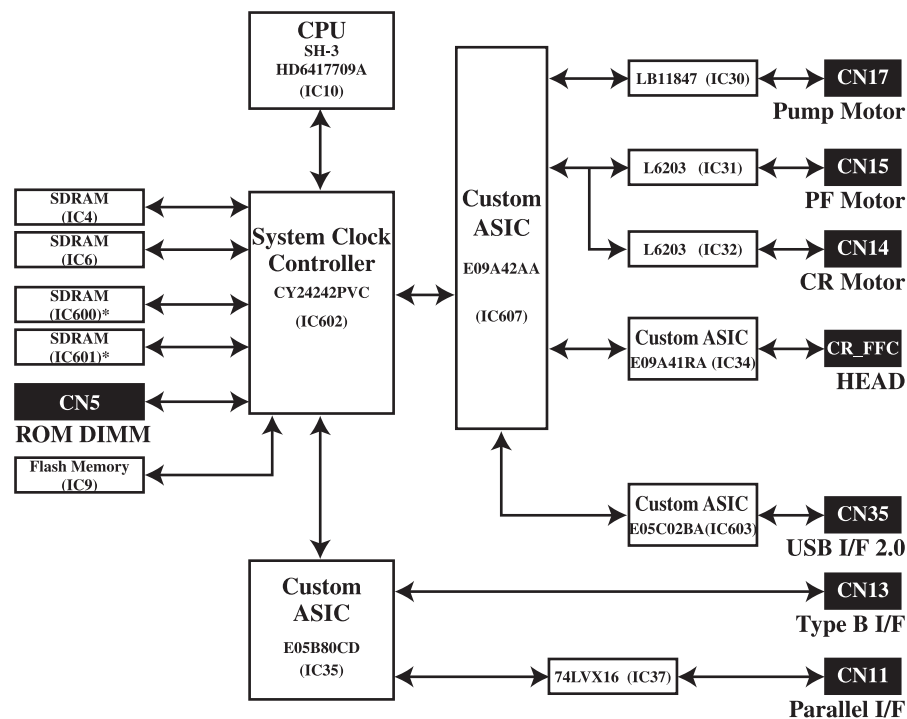 CPU
SH-3
HD6417709A
(IC10)
LB11847 (IC30)
CN17
Pump Motor
L6203 (IC31)
CN15
PF Motor
L6203 (IC32)
CN14
CR Motor
Custom
ASIC
E09A42AA
(IC607)
SDRAM
(IC4)
SDRAM
(IC6)
SDRAM
(IC600)*
SDRAM
(IC601)*
CN5
ROM DIMM
Flash Memory
(IC9)
System Clock
Controller
CY24242PVC
(IC602)
Custom ASIC
E09A41RA (IC34)
CR_FFC
HEAD
Custom ASIC
E05C02BA(IC603)
CN35
USB I/F 2.0
Custom
ASIC
E05B80CD
(IC35)
CN13
Type B I/F
74LVX16 (IC37)
CN11
Parallel I/F